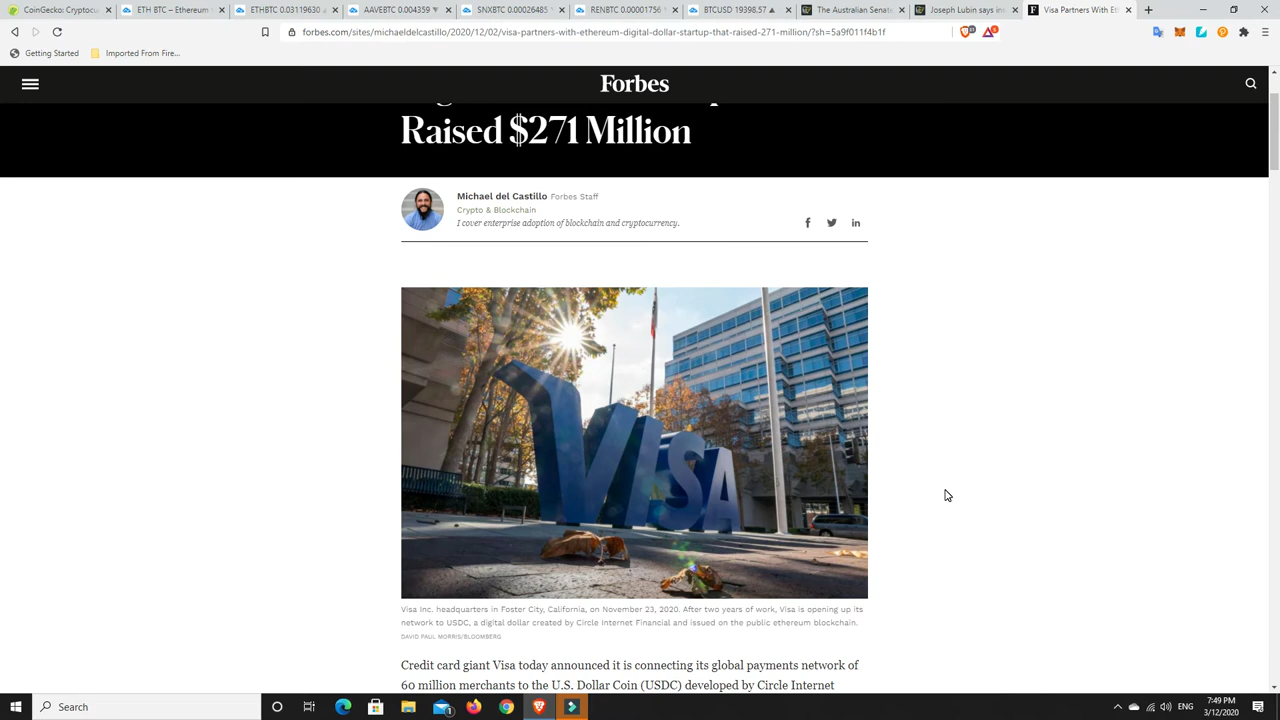 CoinGecko: Cryptocu
ETH BTC – Ethereum
ETHBTC 0.03119630 ▲
AAVEBTC 0.004359 ▼
SNXBTC 0.00026485
RENBTC 0.00001756 ▼
BTCUSD 19398.57 ▲
The Australian Senate
Joseph Lubin says in
Visa Partners With Eth
forbes.com/sites/michaeldelcastillo/2020/12/02/visa-partners-with-ethereum-digital-dollar-startup-that-raised-271-million/?sh=5a9f011f4b1f
Getting Started
Imported From Fire...
Forbes
Raised $271 Million
Michael del Castillo Forbes Staff
Crypto & Blockchain
I cover enterprise adoption of blockchain and cryptocurrency.
VISA
Visa Inc. headquarters in Foster City, California, on November 23, 2020. After two years of work, Visa is opening up its
network to USDC, a digital dollar created by Circle Internet Financial and issued on the public ethereum blockchain.
DAVID PAUL MORRIS/BLOOMBERG
Credit card giant Visa today announced it is connecting its global payments network of
60 million merchants to the U.S. Dollar Coin (USDC) developed by Circle Internet
Search
ENG
7:49 PM
3/12/2020